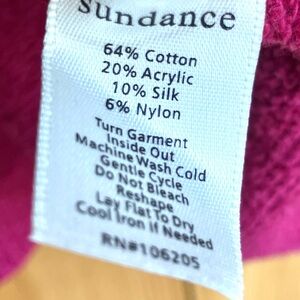 sundance
64% Cotton
20% Acrylic
10% Silk
6% Nylon
Turn Garment
Inside Out
Machine Wash Cold
Gentle Cycle
Do Not Bleach
Reshape
Lay Flat To Dry
Cool Iron if Needed
RN#106205